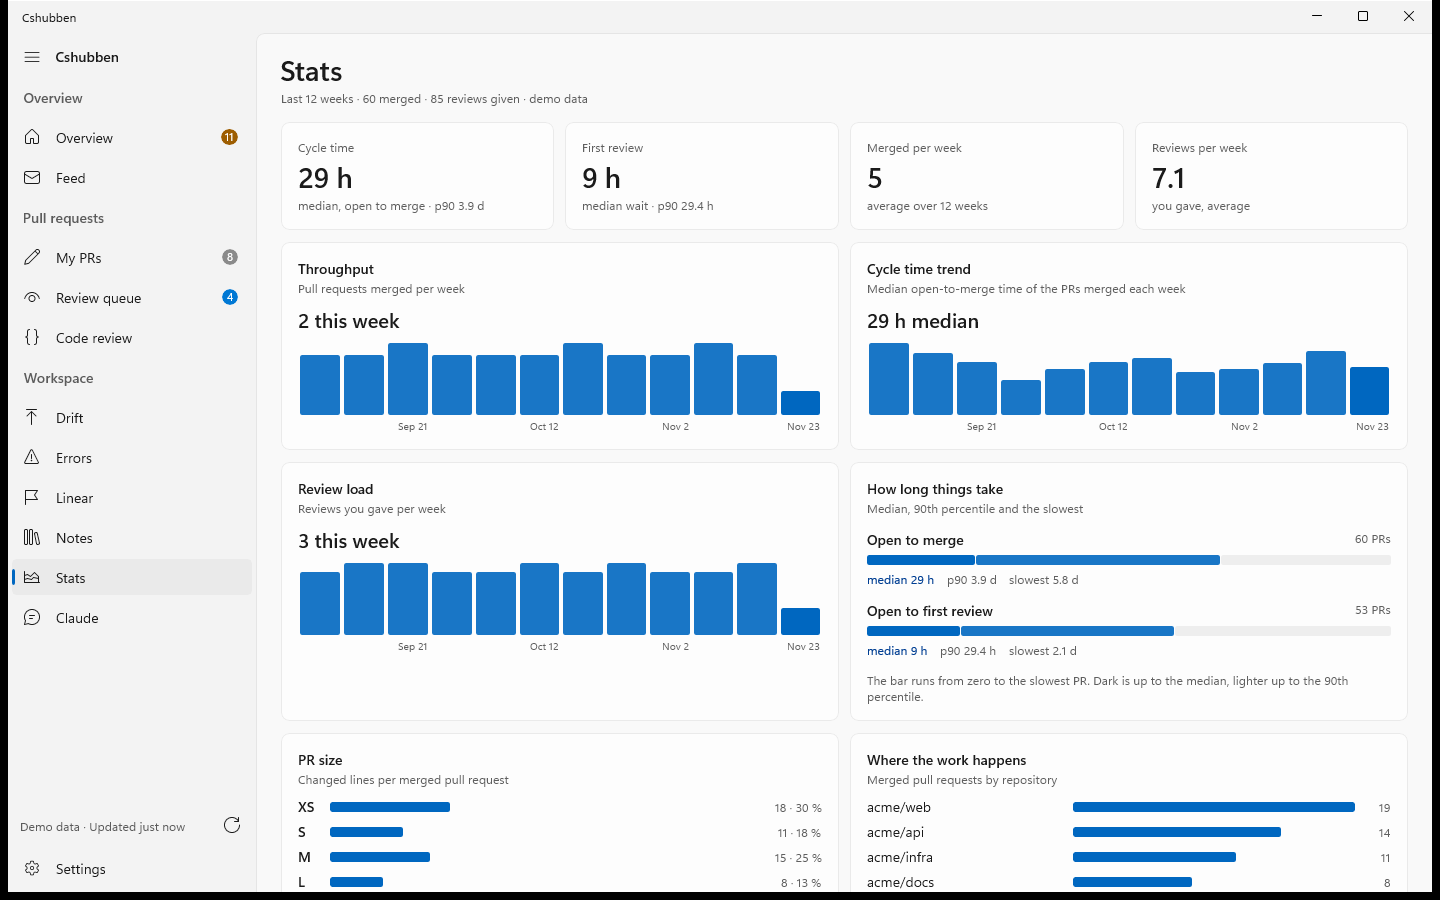 Cshubben
Cshubben
Overview
Overview
11
Feed
Pull requests
My PRs
8
Review queue
4
Code review
Workspace
Drift
Errors
Linear
Notes
Stats
Claude
Demo data · Updated just now
Settings
Stats
Last 12 weeks · 60 merged · 85 reviews given · demo data
Cycle time
29 h
median, open to merge · p90 3.9 d
First review
9 h
median wait · p90 29.4 h
Merged per week
5
average over 12 weeks
Reviews per week
7.1
you gave, average
Throughput
Pull requests merged per week
2 this week
Sep 21
Oct 12
Nov 2
Nov 23
Cycle time trend
Median open-to-merge time of the PRs merged each week
29 h median
Sep 21
Oct 12
Nov 2
Nov 23
Review load
Reviews you gave per week
3 this week
Sep 21
Oct 12
Nov 2
Nov 23
How long things take
Median, 90th percentile and the slowest
Open to merge
60 PRs
median 29 h p90 3.9 d slowest 5.8 d
Open to first review
53 PRs
median 9 h p90 29.4 h slowest 2.1 d
The bar runs from zero to the slowest PR. Dark is up to the median, lighter up to the 90th
percentile.
PR size
Changed lines per merged pull request
XS
18 · 30 %
S
11 · 18 %
M
15 · 25 %
L
8 · 13 %
Where the work happens
Merged pull requests by repository
acme/web
19
acme/api
14
acme/infra
11
acme/docs
8